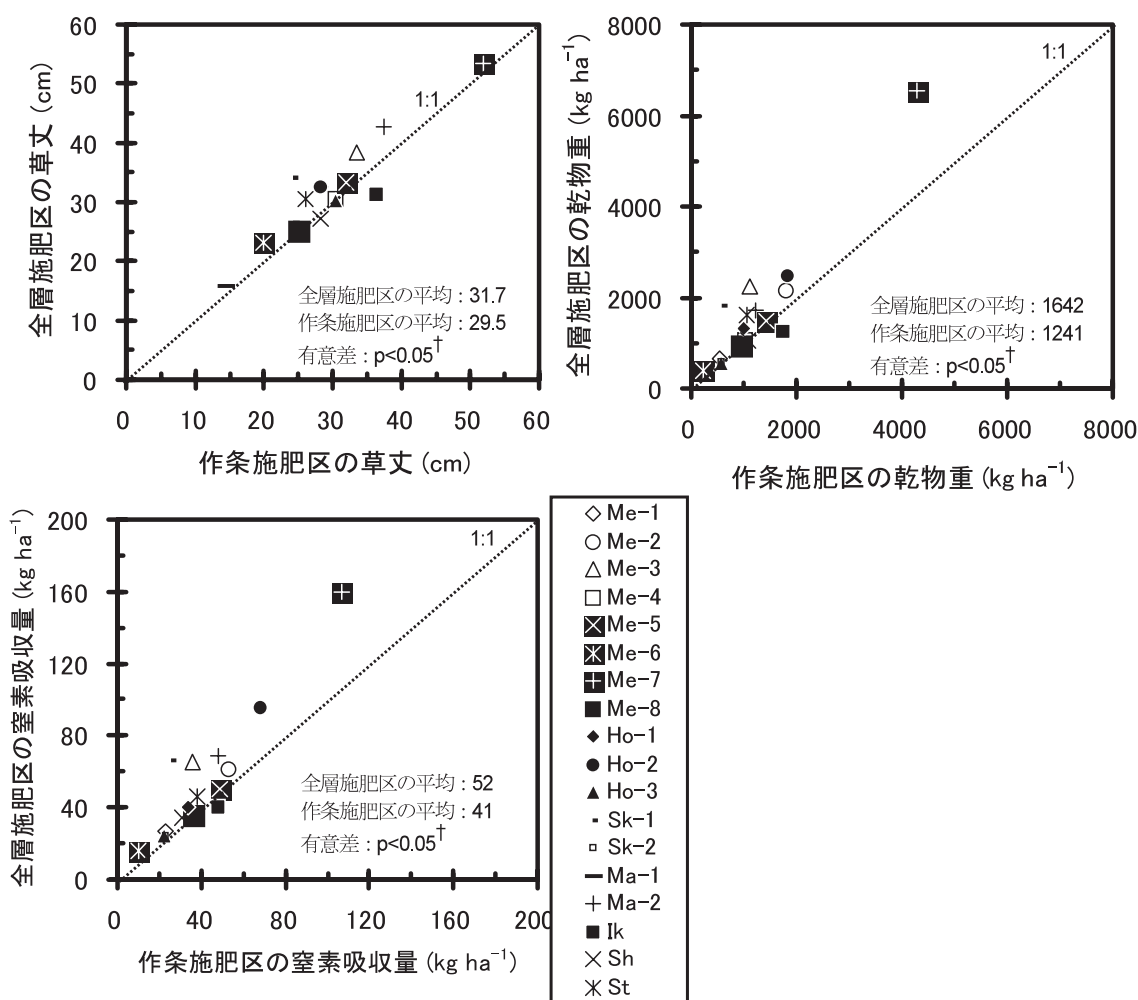 60
50
40
30
20
10
0
全層施肥区の草丈 (cm)
1:1
全層施肥区の平均 : 31.7
作条施肥区の平均 : 29.5
有意差 : p<0.05†
0 10 20 30 40 50 60
作条施肥区の草丈 (cm)
8000
6000
4000
2000
0
全層施肥区の乾物重 (kg ha⁻¹)
1:1
全層施肥区の平均 : 1642
作条施肥区の平均 : 1241
有意差 : p<0.05†
0 2000 4000 6000 8000
作条施肥区の乾物重 (kg ha⁻¹)
200
160
120
80
40
0
全層施肥区の窒素吸収量 (kg ha⁻¹)
1:1
全層施肥区の平均 : 52
作条施肥区の平均 : 41
有意差 : p<0.05†
0 40 80 120 160 200
作条施肥区の窒素吸収量 (kg ha⁻¹)
Me-1
Me-2
Me-3
Me-4
Me-5
Me-6
Me-7
Me-8
Ho-1
Ho-2
Ho-3
Sk-1
Sk-2
Ma-1
Ma-2
Ik
Sh
St